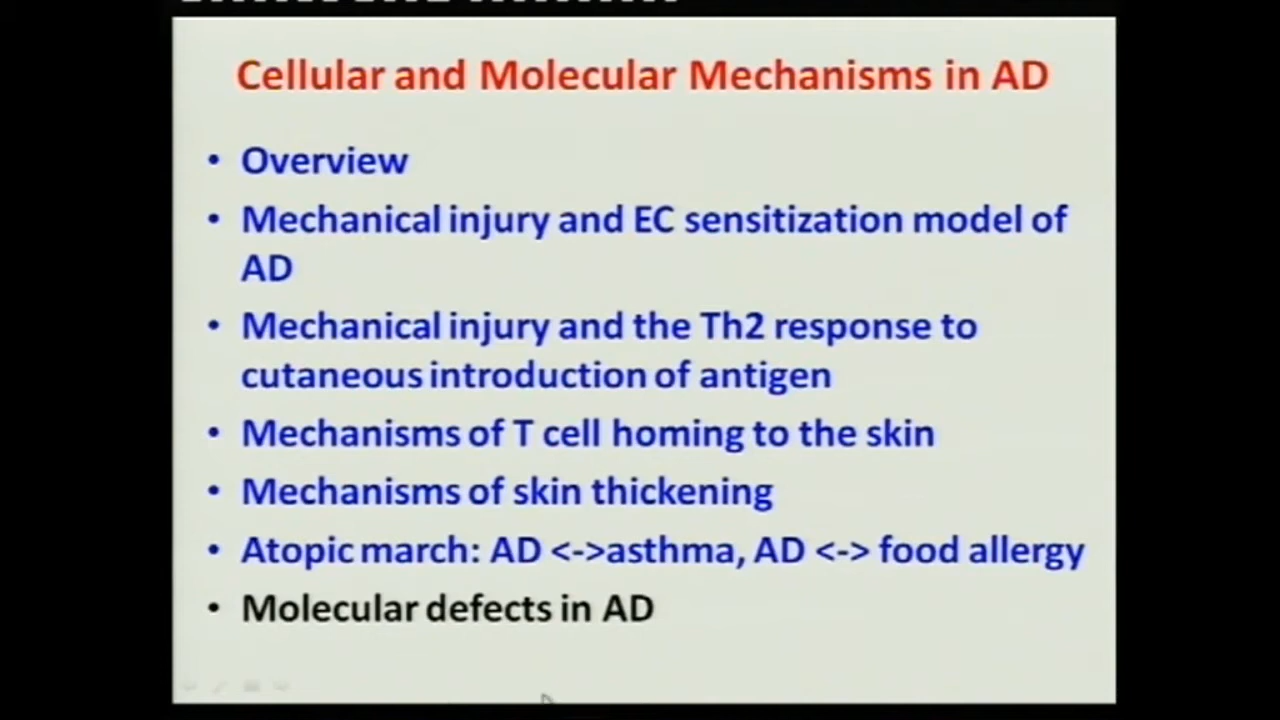 Cellular and Molecular Mechanisms in AD
• Overview
• Mechanical injury and EC sensitization model of
AD
• Mechanical injury and the Th2 response to
cutaneous introduction of antigen
• Mechanisms of T cell homing to the skin
• Mechanisms of skin thickening
• Atopic march: AD <->asthma, AD <-> food allergy
• Molecular defects in AD